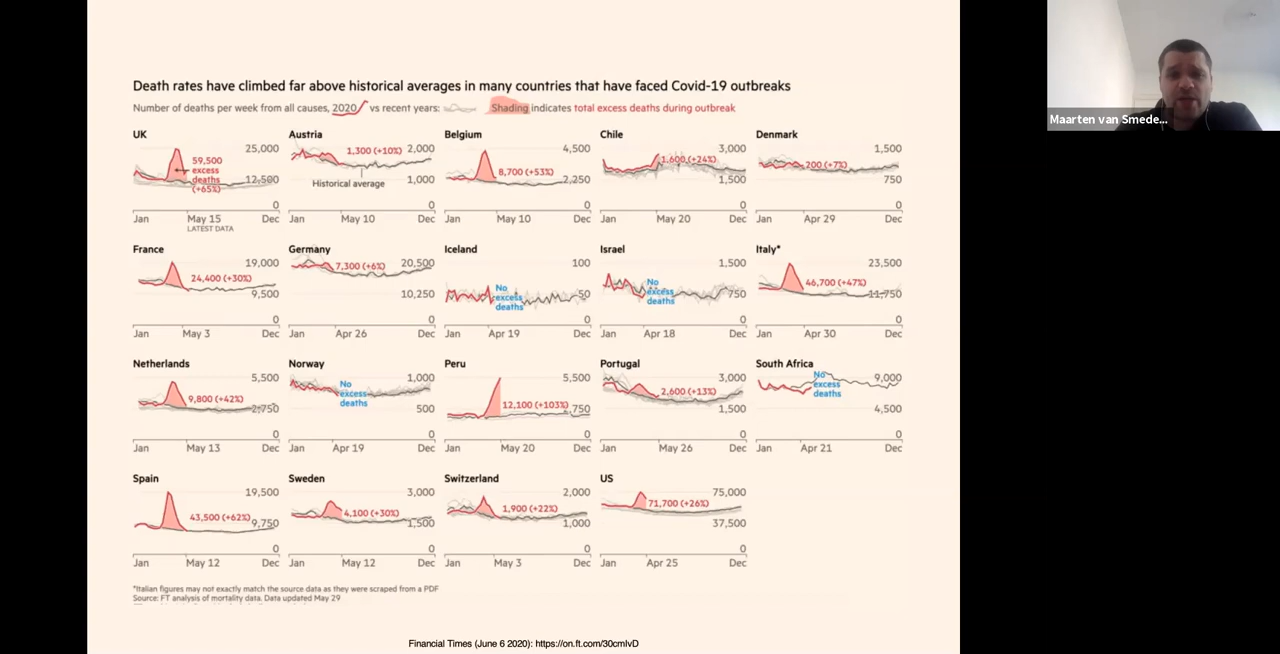 Death rates have climbed far above historical averages in many countries that have faced Covid-19 outbreaks
Number of deaths per week from all causes, 2020 vs recent years: Shading indicates total excess deaths during outbreak
Maarten van Smede...
UK
25,000
59,500
excess
deaths
(+65%)
12,500
0
Jan May 15 Dec
LATEST DATA
Austria
2,000
1,300 (+10%)
Historical average
1,000
0
Jan May 10 Dec
Belgium
4,500
8,700 (+53%)
2,250
0
Jan May 10 Dec
Chile
3,000
1,600 (+24%)
1,500
0
Jan May 20 Dec
Denmark
1,500
200 (+7%)
750
0
Jan Apr 29 Dec
France
19,000
24,400 (+30%)
9,500
0
Jan May 3 Dec
Germany
20,500
7,300 (+6%)
10,250
0
Jan Apr 26 Dec
Iceland
100
No
excess
deaths
50
0
Jan Apr 19 Dec
Israel
1,500
No
excess
deaths
750
0
Jan Apr 18 Dec
Italy*
23,500
46,700 (+47%)
11,750
0
Jan Apr 30 Dec
Netherlands
5,500
9,800 (+42%)
2,750
0
Jan May 13 Dec
Norway
1,000
No
excess
deaths
500
0
Jan Apr 19 Dec
Peru
5,500
12,100 (+103%)
0
Jan May 20 Dec
Portugal
3,000
2,600 (+13%)
1,500
0
Jan May 26 Dec
South Africa
9,000
No
excess
deaths
4,500
0
Jan Apr 21 Dec
Spain
19,500
43,500 (+62%)
9,750
0
Jan May 12 Dec
Sweden
3,000
4,100 (+30%)
1,500
0
Jan May 12 Dec
Switzerland
2,000
1,900 (+22%)
1,000
0
Jan May 3 Dec
US
75,000
71,700 (+26%)
37,500
0
Jan Apr 25 Dec
*Italian figures may not exactly match the source data as they were scraped from a PDF
Source: FT analysis of mortality data. Data updated May 29
Financial Times (June 6 2020): https://on.ft.com/30cmIvD